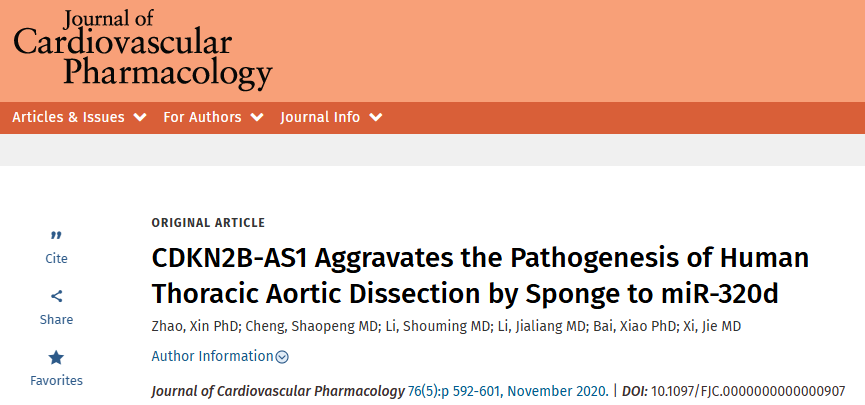 Journal of
Cardiovascular
Pharmacology
Articles & Issues For Authors Journal Info
Cite
Share
Favorites
ORIGINAL ARTICLE
CDKN2B-AS1 Aggravates the Pathogenesis of Human
Thoracic Aortic Dissection by Sponge to miR-320d
Zhao, Xin PhD; Cheng, Shaopeng MD; Li, Shouming MD; Li, Jialiang MD; Bai, Xiao PhD; Xi, Jie MD
Author Information
Journal of Cardiovascular Pharmacology 76(5):p 592-601, November 2020. | DOI: 10.1097/FJC.0000000000000907